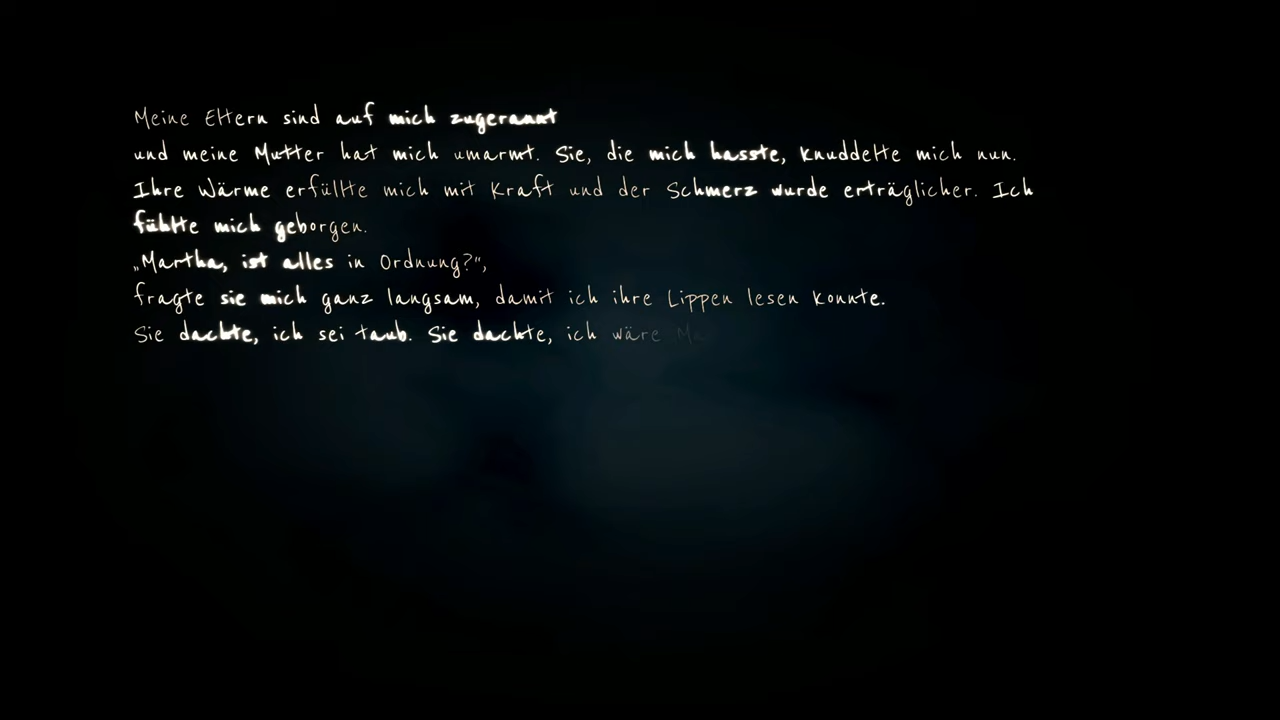 Meine Eltern sind auf mich zugerannt
und meine Mutter hat mich umarmt. Sie, die mich hasste, knuddelte mich nun.
Ihre Wärme erfüllte mich mit Kraft und der Schmerz wurde erträglicher. Ich
fühlte mich geborgen.
„Martha, ist alles in Ordnung?",
fragte sie mich ganz langsam, damit ich ihre Lippen lesen konnte.
Sie dachte, ich sei taub. Sie dachte, ich wäre